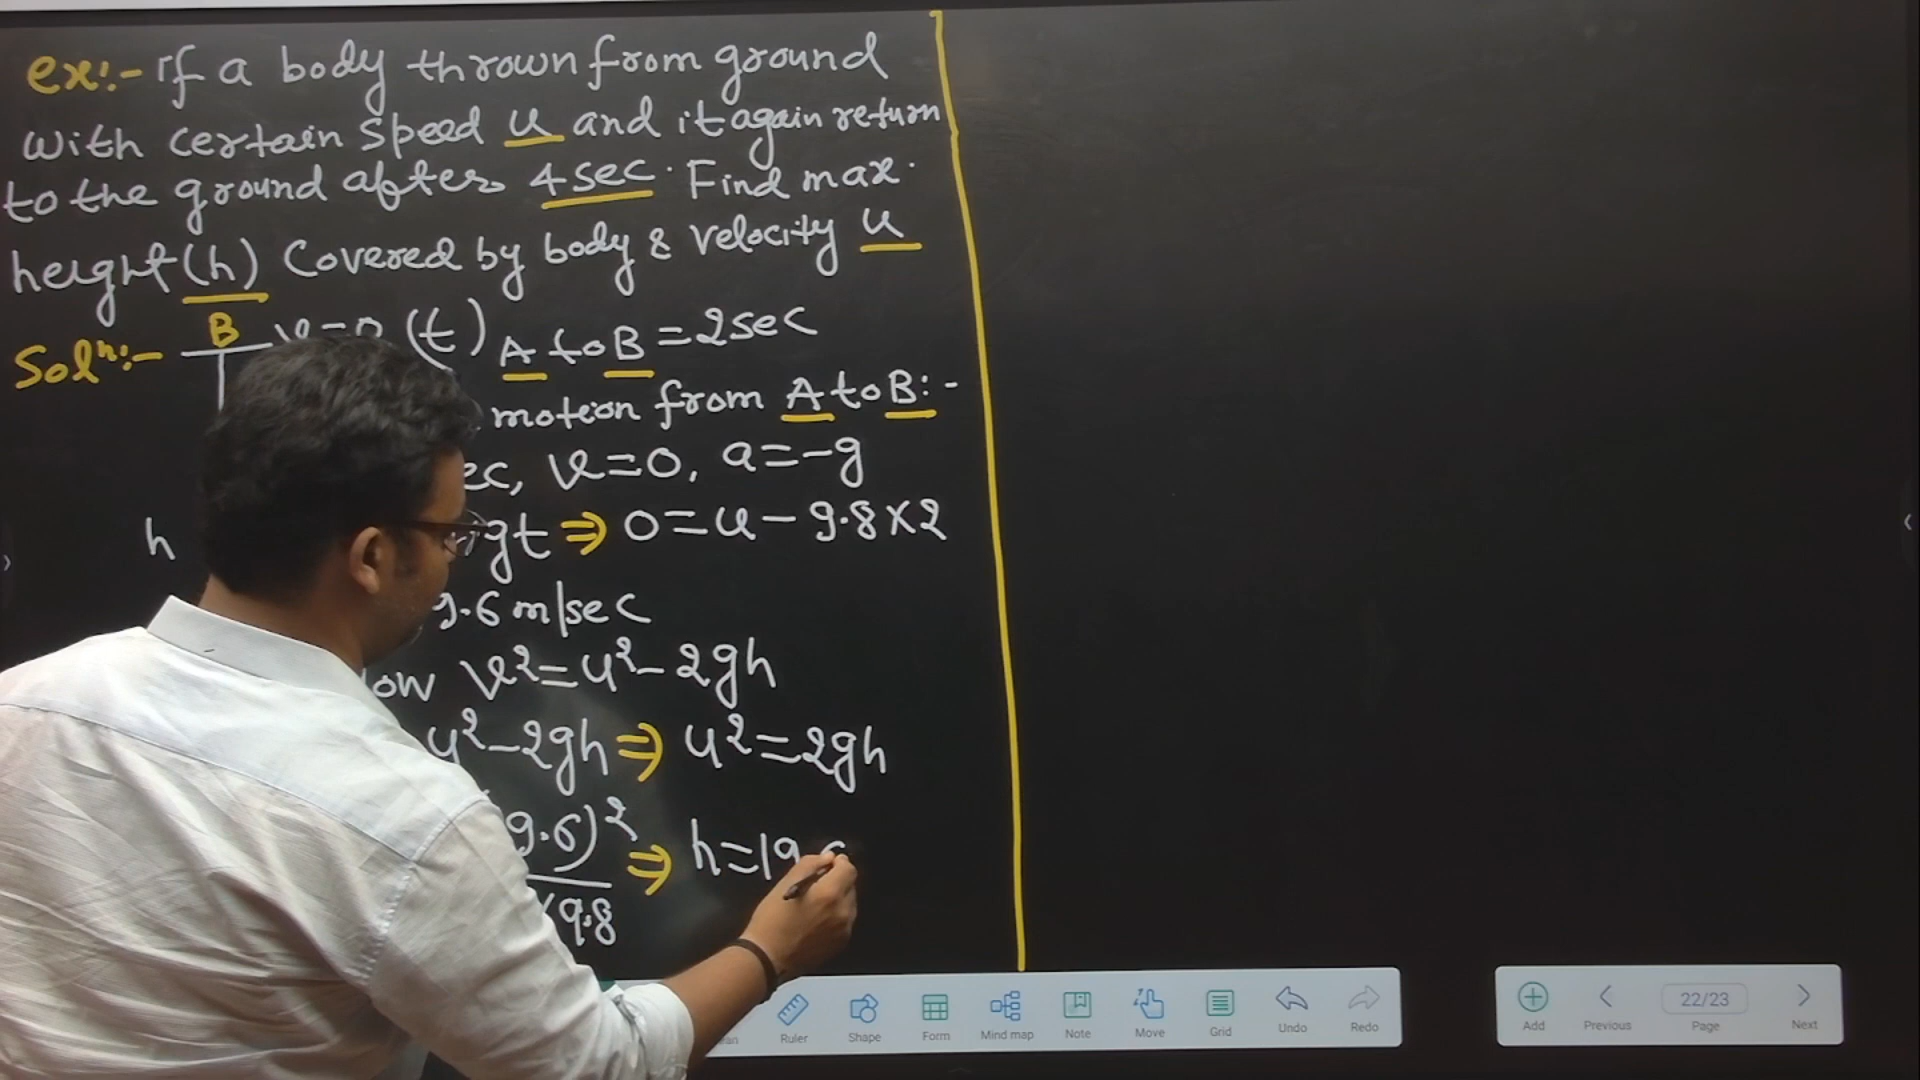 ex:- If a body thrown from ground
with certain speed u and it again return
to the ground after 4sec. Find max.
height (h) Covered by body & velocity u
Solⁿ:- B v=0 (t) A to B = 2sec
motion from A to B:-
ec, v=0, a=-g
h gt ⇒ 0=u-9.8×2
9.6 m/sec
ow v²=u²-2gh
u²-2gh ⇒ u²=2gh
9.6)² ⇒ h=19.
×9.8
Ruler Shape Form Mind map Note Move Grid Undo Redo
Add Previous 22/23 Page Next